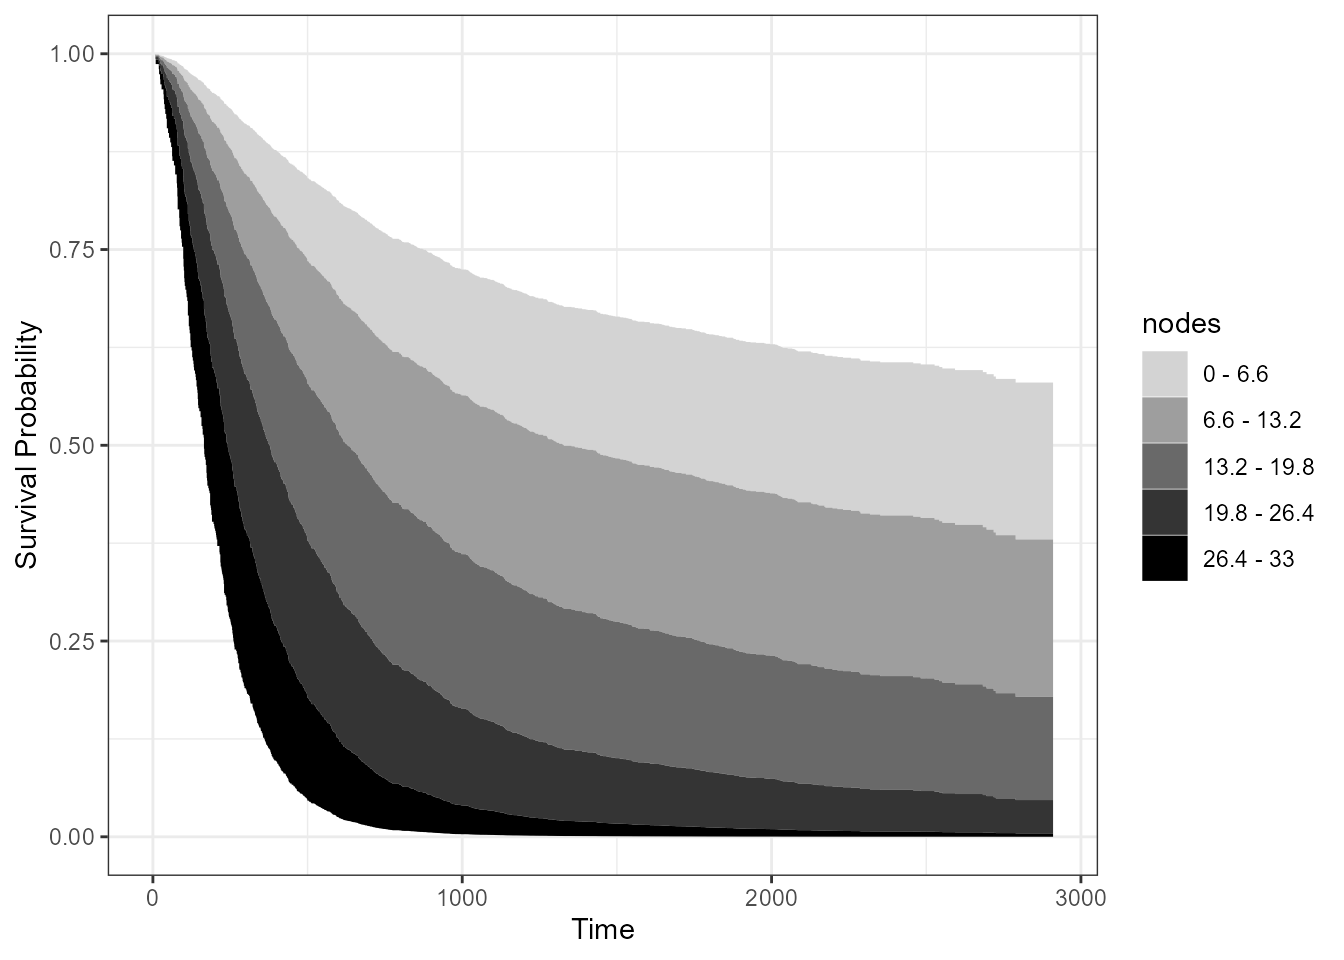 1.00
0.75
0.50
0.25
0.00
Survival Probability
0
1000
2000
3000
Time
nodes
0 - 6.6
6.6 - 13.2
13.2 - 19.8
19.8 - 26.4
26.4 - 33